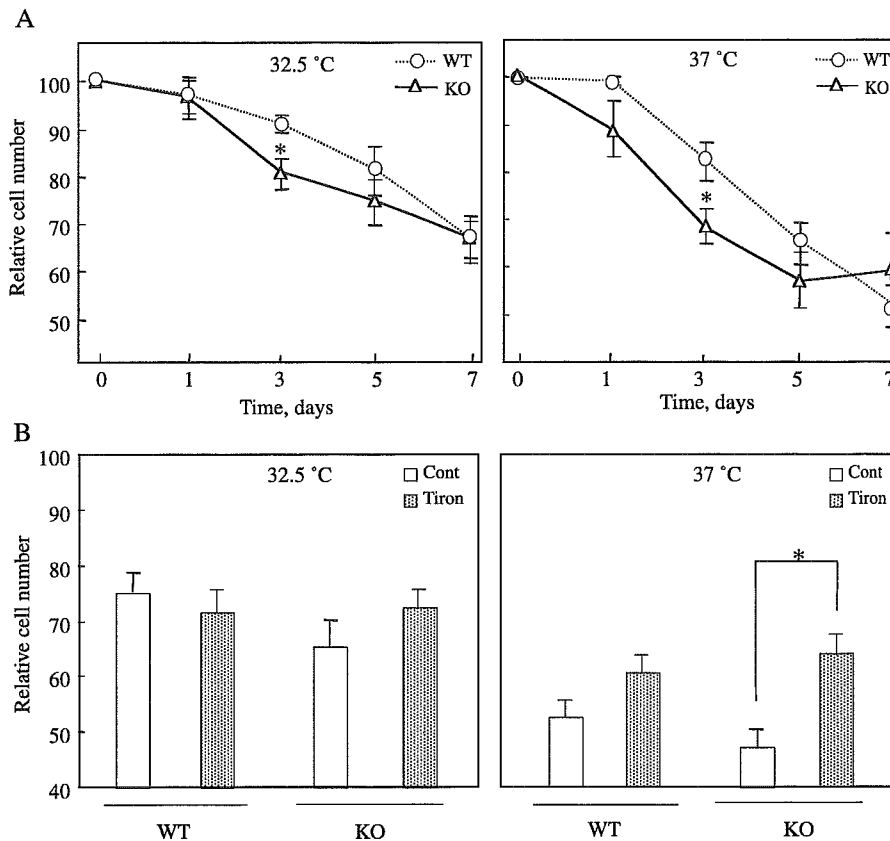 A
32.5 °C
WT
KO
37 °C
WT
KO
Relative cell number
100
90
80
70
60
50
*
*
0 1 3 5 7
0 1 3 5 7
Time, days
Time, days
B
32.5 °C
Cont
Tiron
37 °C
Cont
Tiron
Relative cell number
100
90
80
70
60
50
40
*
WT KO
WT KO